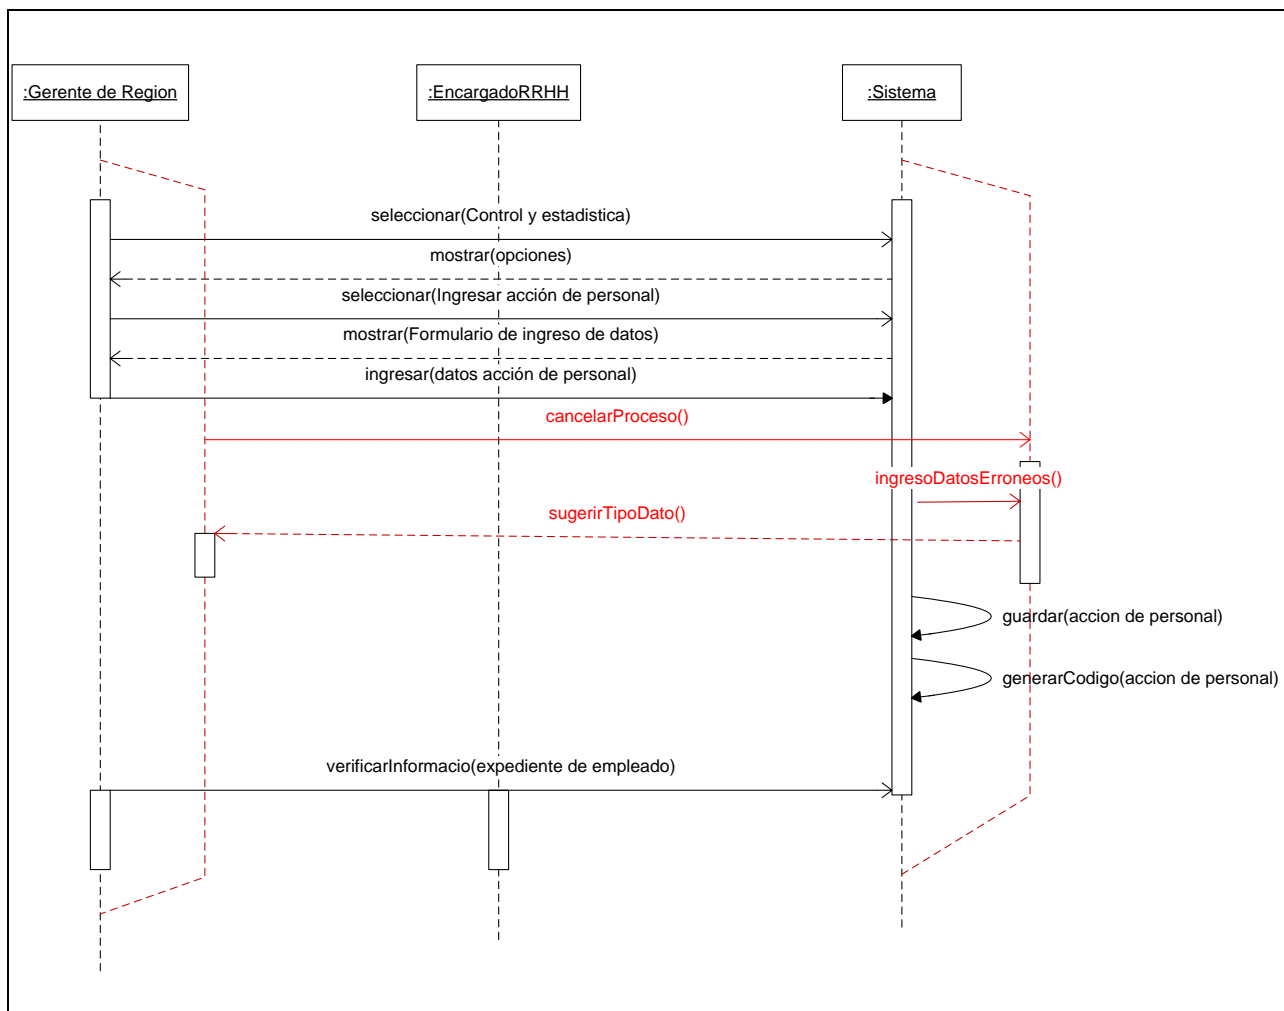 :Gerente de Region
:EncargadoRRHH
:Sistema
seleccionar(Control y estadistica)
mostrar(opciones)
seleccionar(Ingresar acción de personal)
mostrar(Formulario de ingreso de datos)
ingresar(datos acción de personal)
cancelarProceso()
ingresoDatosErroneos()
sugerirTipoDato()
guardar(accion de personal)
generarCodigo(accion de personal)
verificarInformacio(expediente de empleado)